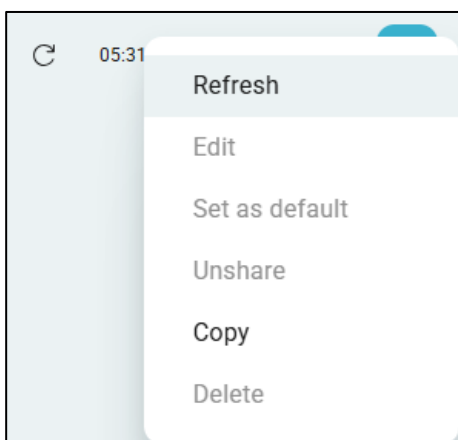 05:31
Refresh
Edit
Set as default
Unshare
Copy
Delete